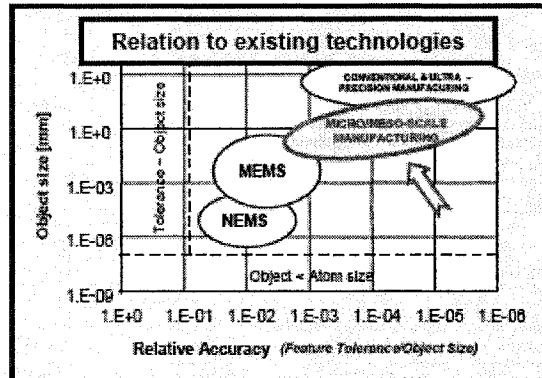 Relation to existing technologies
1.E+0
CONVENTIONAL & ULTRA –
PRECISION MANUFACTURING
1.E+0
MICRO/MESO-SCALE
MANUFACTURING
Object size [mm]
Tolerance ~ Object size
MEMS
1.E-03
NEMS
1.E-06
Object < Atom size
1.E-09
1.E+0 1.E-01 1.E-02 1.E-03 1.E-04 1.E-05 1.E-06
Relative Accuracy (Feature Tolerance/Object Size)